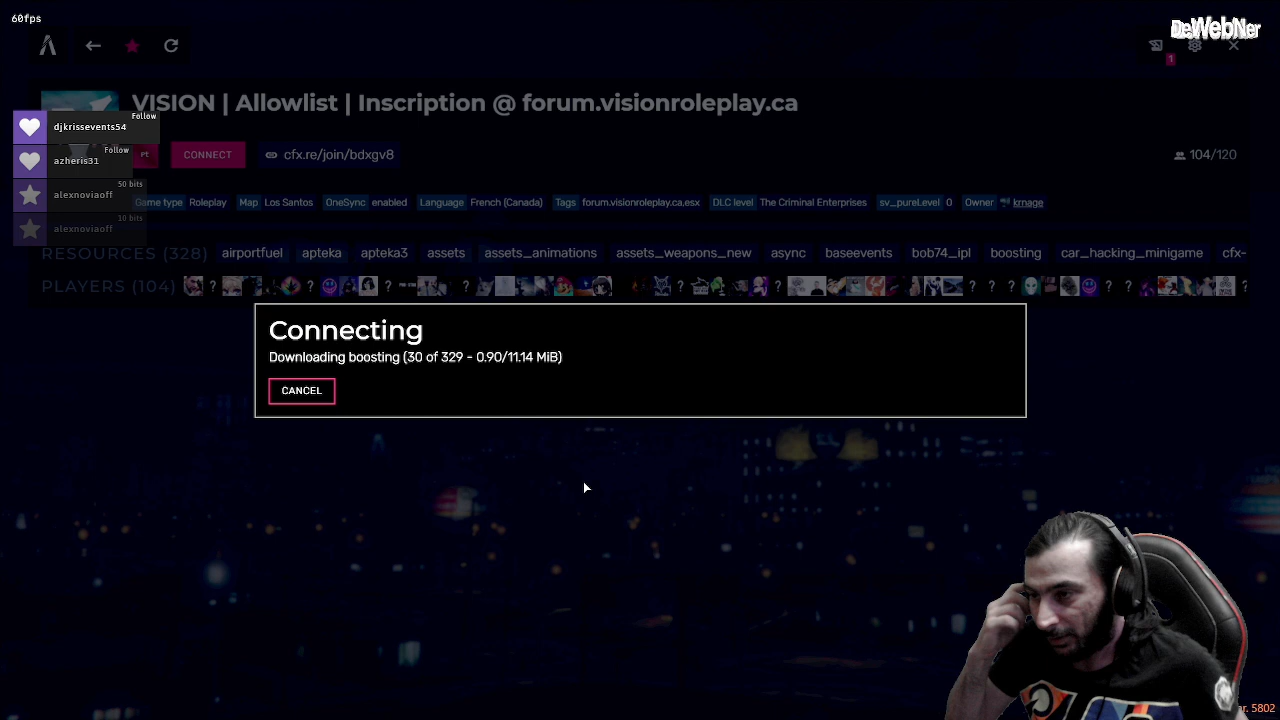 60fps
DeWebNer
1
VISION | Allowlist | Inscription @ forum.visionroleplay.ca
Follow
djkrissevents54
Follow
azheris31
Pt
CONNECT
cfx.re/join/bdxgv8
104/120
50 bits
alexnoviaoff
Game type Roleplay Map Los Santos OneSync enabled Language French (Canada) Tags forum.visionroleplay.ca.esx DLC level The Criminal Enterprises sv_pureLevel 0 Owner krnage
10 bits
alexnoviaoff
RESOURCES (328) airportfuel apteka apteka3 assets assets_animations assets_weapons_new async baseevents bob74_ipl boosting car_hacking_minigame cfx-
PLAYERS (104) ? ? ? ? ? ? ? ? ? ? ? ?
Connecting
Downloading boosting (30 of 329 - 0.90/11.14 MiB)
CANCEL
ar. 5802